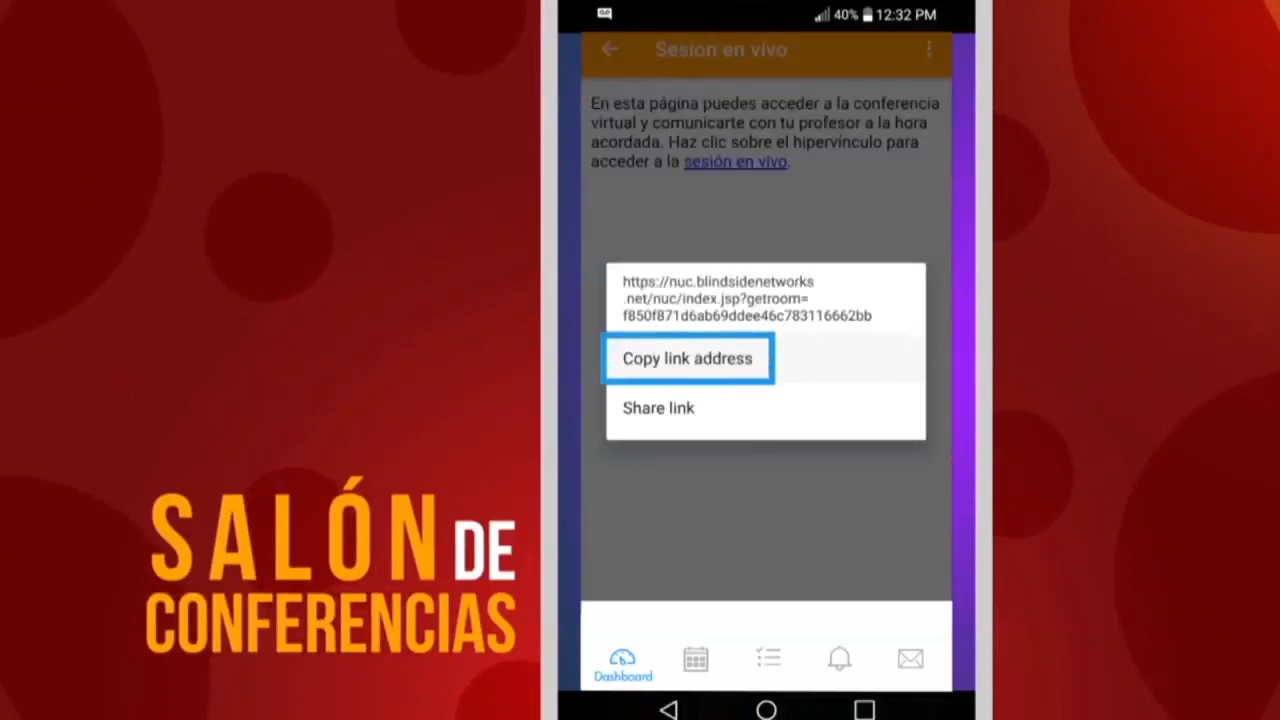 40% 12:32 PM
Sesion en vivo
En esta página puedes acceder a la conferencia
virtual y comunicarte con tu profesor a la hora
acordada. Haz clic sobre el hipervínculo para
acceder a la sesión en vivo.
https://nuc.blindsidenetworks
.net/nuc/index.jsp?getroom=
f850f871d6ab69ddee46c783116662bb
Copy link address
Share link
SALÓN DE
CONFERENCIAS
Dashboard